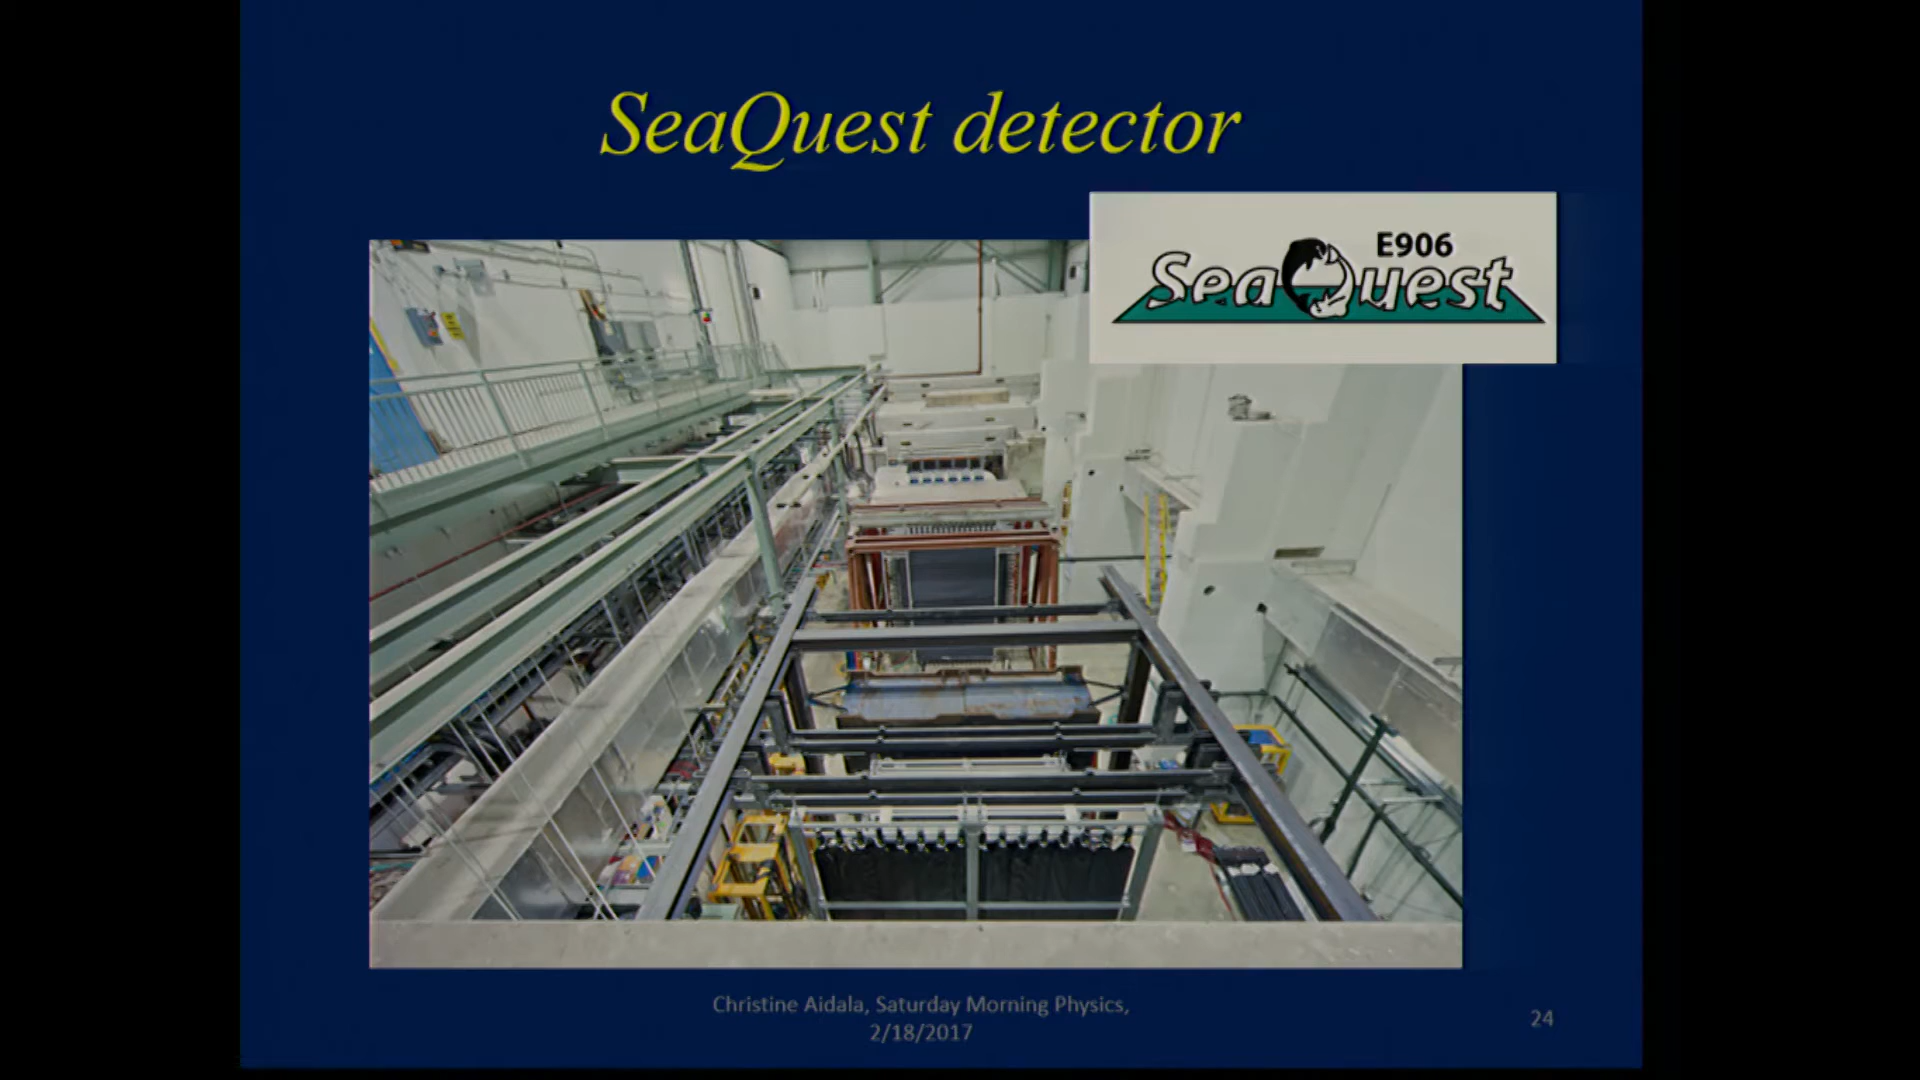 SeaQuest detector
E906
SeaQuest
Christine Aidala, Saturday Morning Physics,
2/18/2017
24